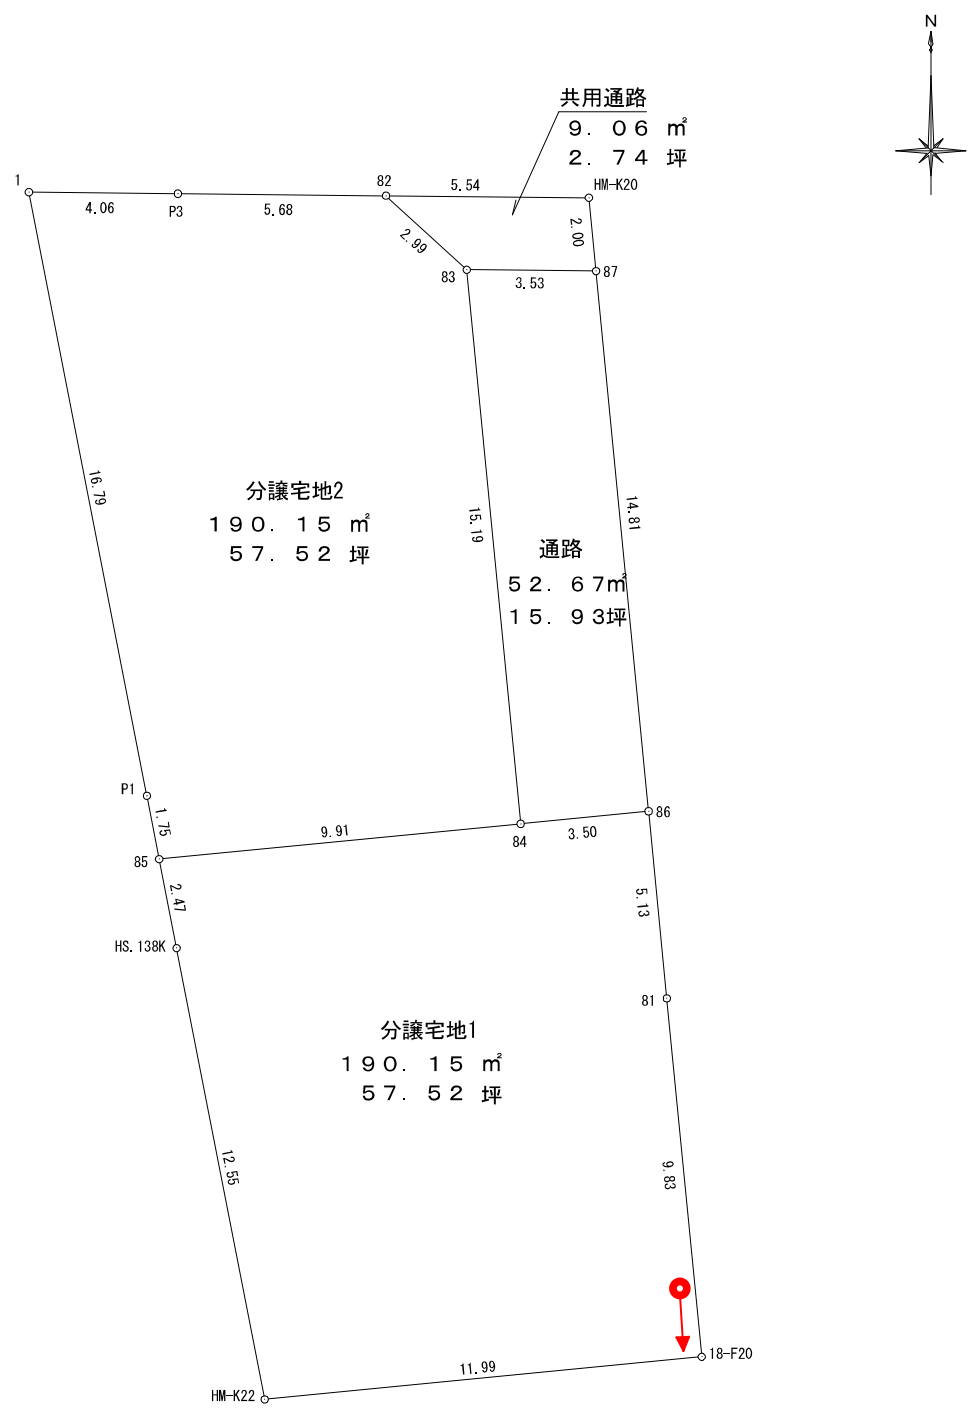 N
共用通路
９．０６ ㎡
２．７４ 坪
1
4.06
P3
5.68
82
5.54
HM-K20
2.99
2.00
83
3.53
87
16.79
分譲宅地2
１９０．１５ ㎡
５７．５２ 坪
15.19
14.81
通路
５２．６７㎡
１５．９３坪
P1
1.75
85
9.91
84
3.50
86
2.47
5.13
HS.138K
81
分譲宅地1
１９０．１５ ㎡
５７．５２ 坪
12.55
9.83
18-F20
11.99
HM-K22